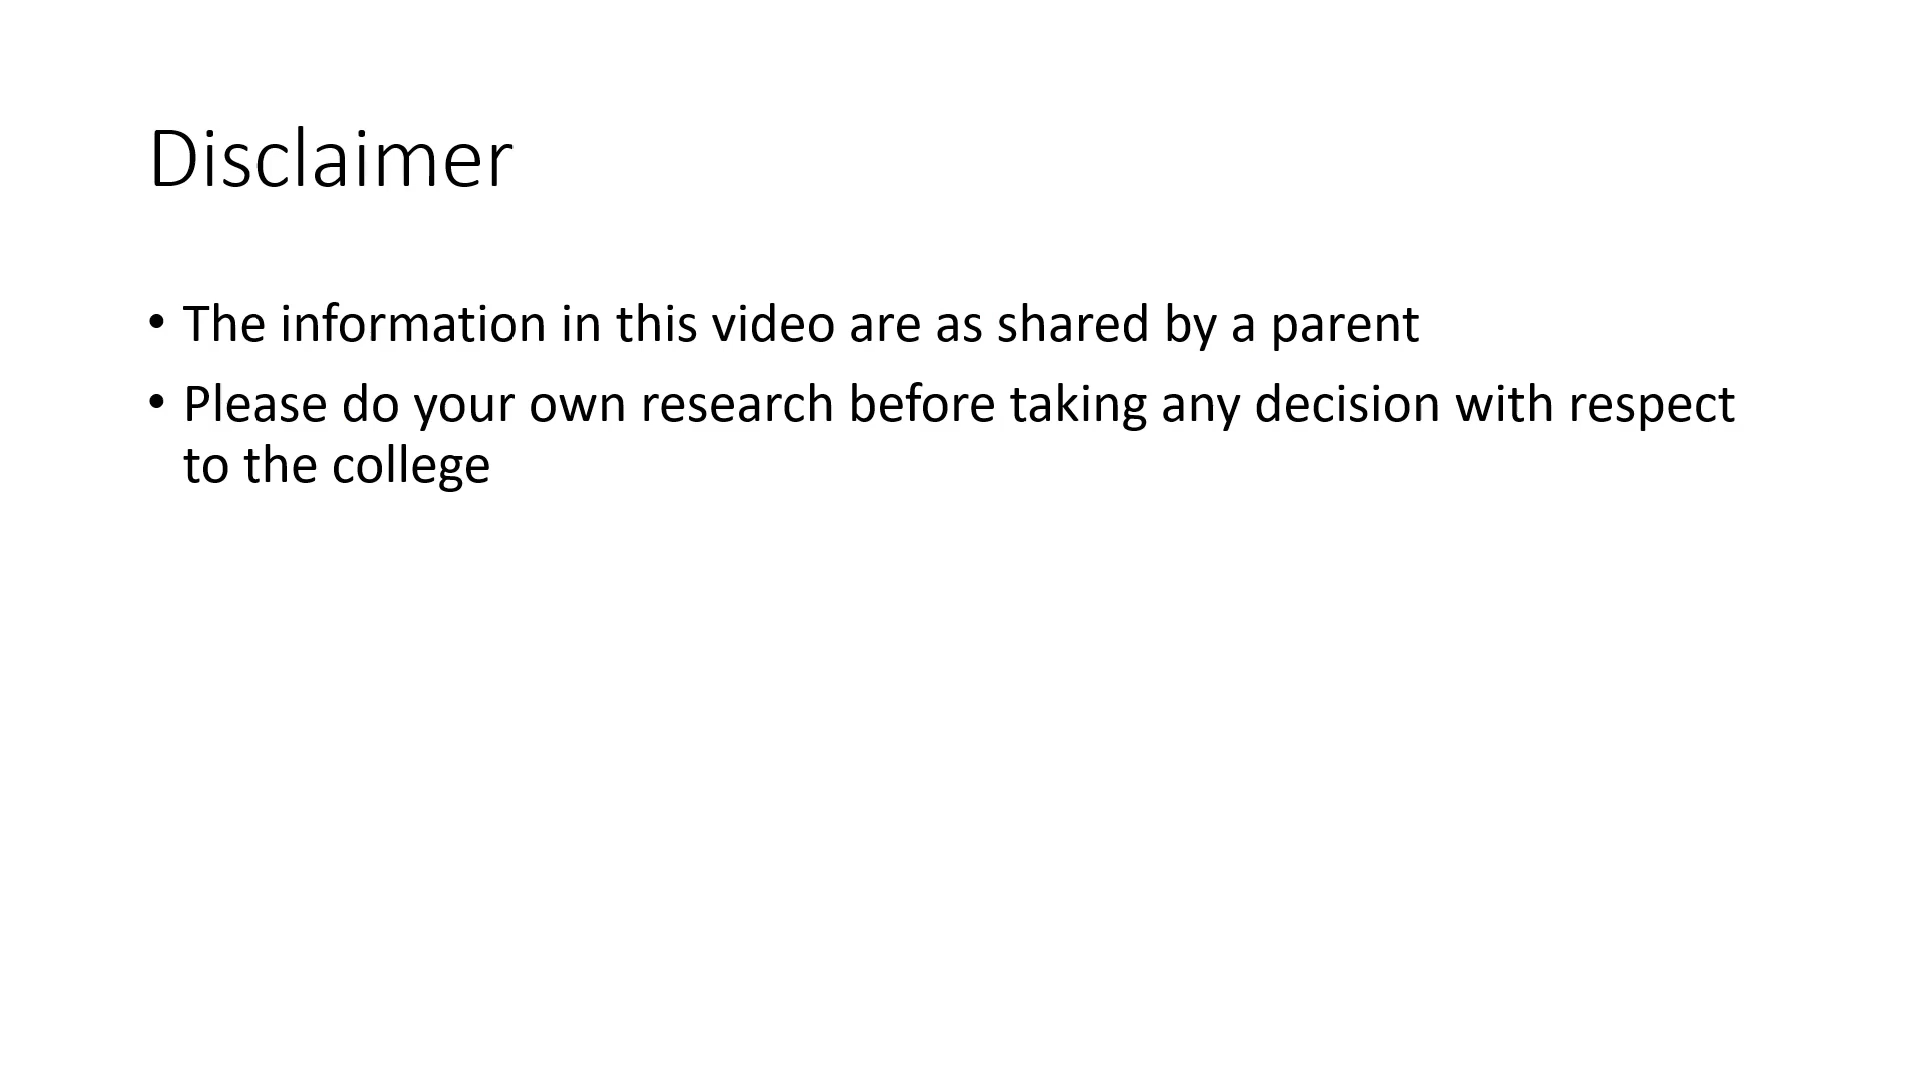 Disclaimer
• The information in this video are as shared by a parent
• Please do your own research before taking any decision with respect
to the college